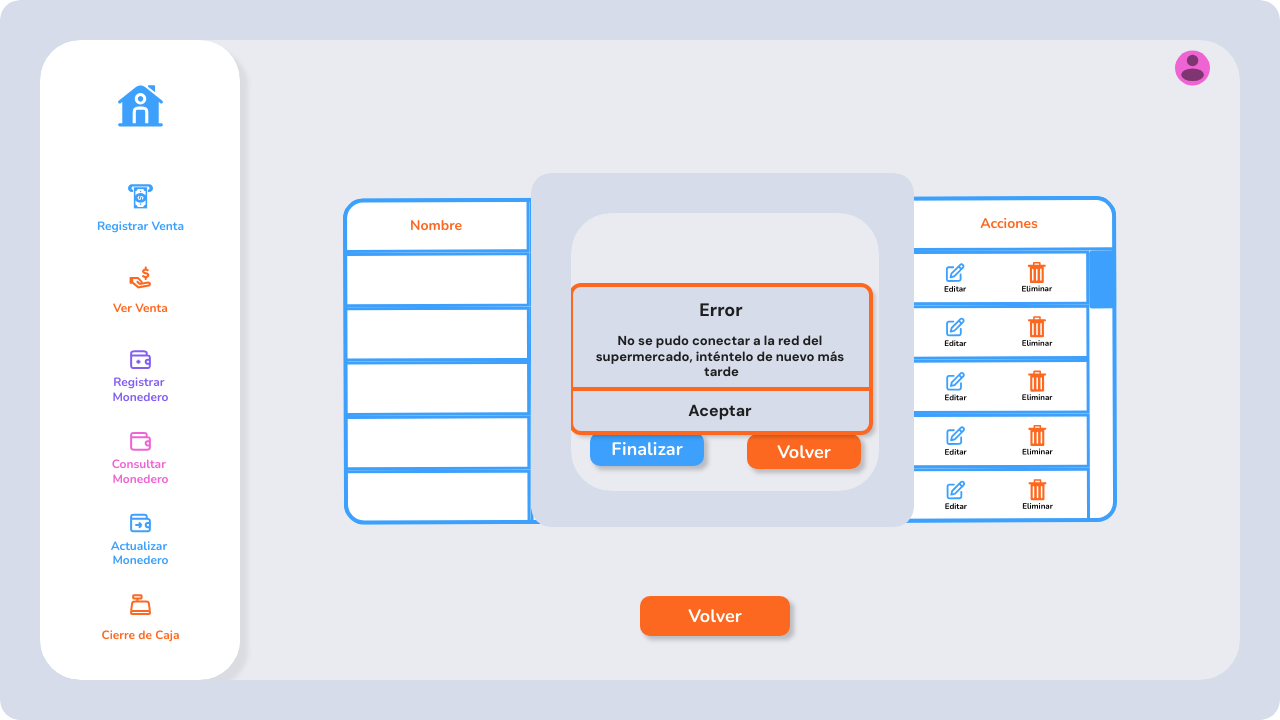 Registrar Venta
Ver Venta
Registrar
Monedero
Consultar
Monedero
Actualizar
Monedero
Cierre de Caja
Nombre
Acciones
Editar
Eliminar
Editar
Eliminar
Editar
Eliminar
Editar
Eliminar
Editar
Eliminar
Error
No se pudo conectar a la red del
supermercado, inténtelo de nuevo más
tarde
Aceptar
Finalizar
Volver
Volver